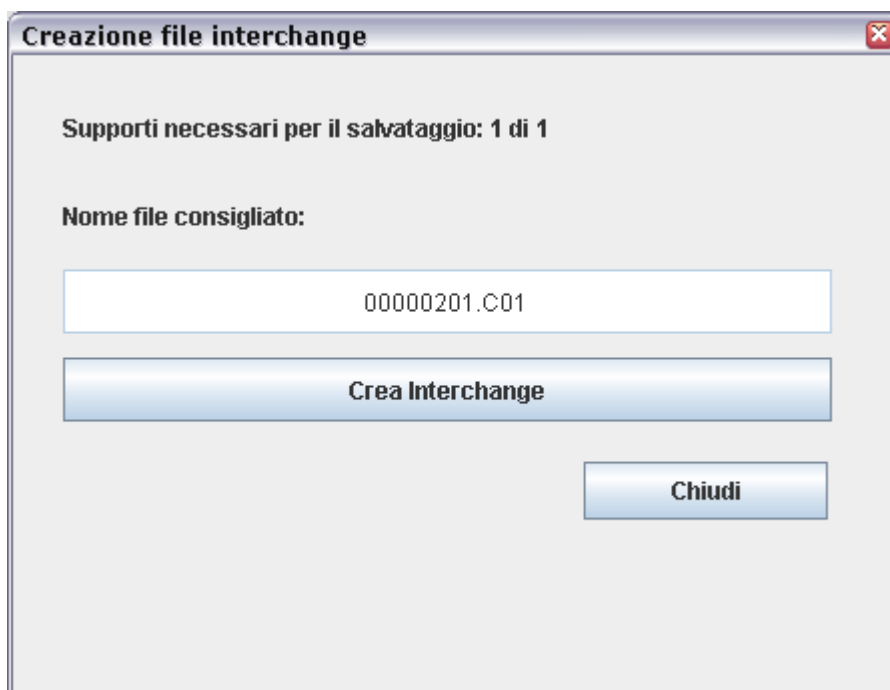 Creazione file interchange
Supporti necessari per il salvataggio: 1 di 1
Nome file consigliato:
00000201.C01
Crea Interchange
Chiudi